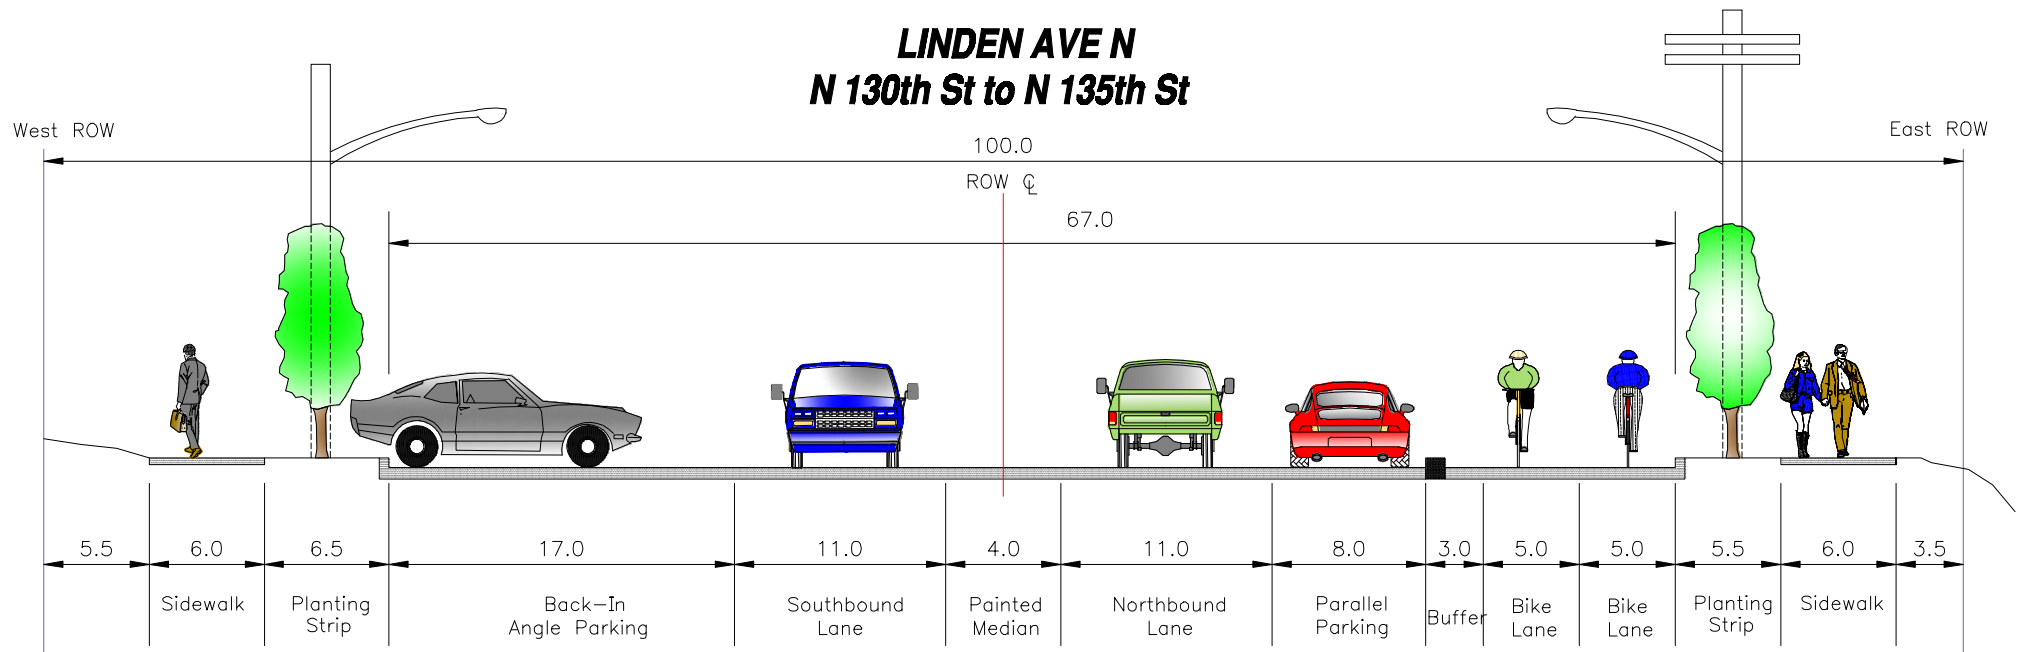 LINDEN AVE N
N 130th St to N 135th St
West ROW
East ROW
100.0
ROW ℄
67.0
5.5
6.0
6.5
17.0
11.0
4.0
11.0
8.0
3.0
5.0
5.0
5.5
6.0
3.5
Sidewalk
Planting
Strip
Back-In
Angle Parking
Southbound
Lane
Painted
Median
Northbound
Lane
Parallel
Parking
Buffer
Bike
Lane
Bike
Lane
Planting
Strip
Sidewalk